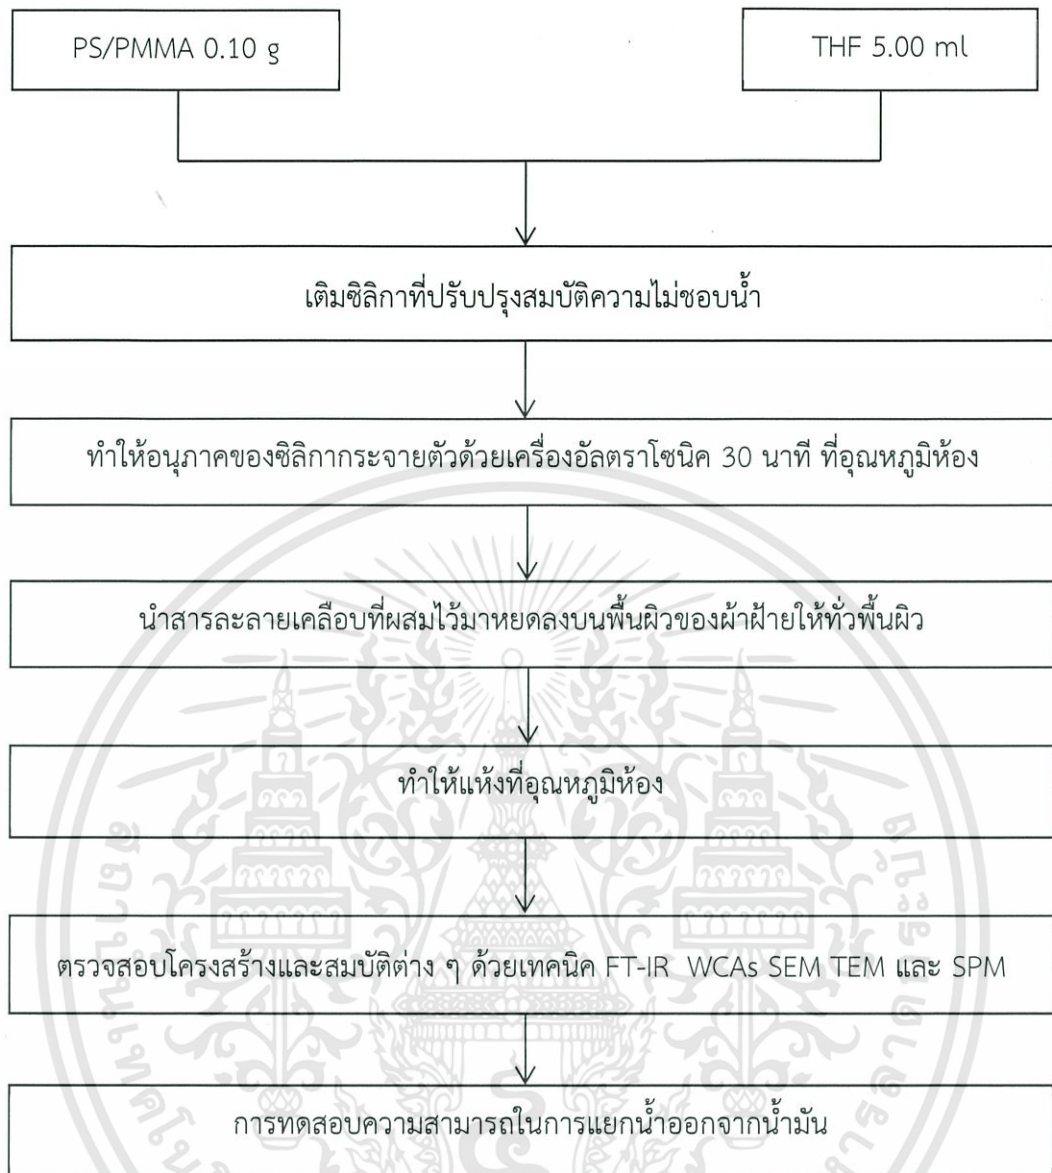 PS/PMMA 0.10 g
THF 5.00 ml
เติมซิลิกาที่ปรับปรุงสมบัติความไม่ชอบน้ำ
ทำให้อนุภาคของซิลิกากระจายตัวด้วยเครื่องอัลตราโซนิค 30 นาที ที่อุณหภูมิห้อง
นำสารละลายเคลือบที่ผสมไว้มาหยดลงบนพื้นผิวของผ้าฝ้ายให้ทั่วพื้นผิว
ทำให้แห้งที่อุณหภูมิห้อง
ตรวจสอบโครงสร้างและสมบัติต่าง ๆ ด้วยเทคนิค FT-IR WCAs SEM TEM และ SPM
การทดสอบความสามารถในการแยกน้ำออกจากน้ำมัน